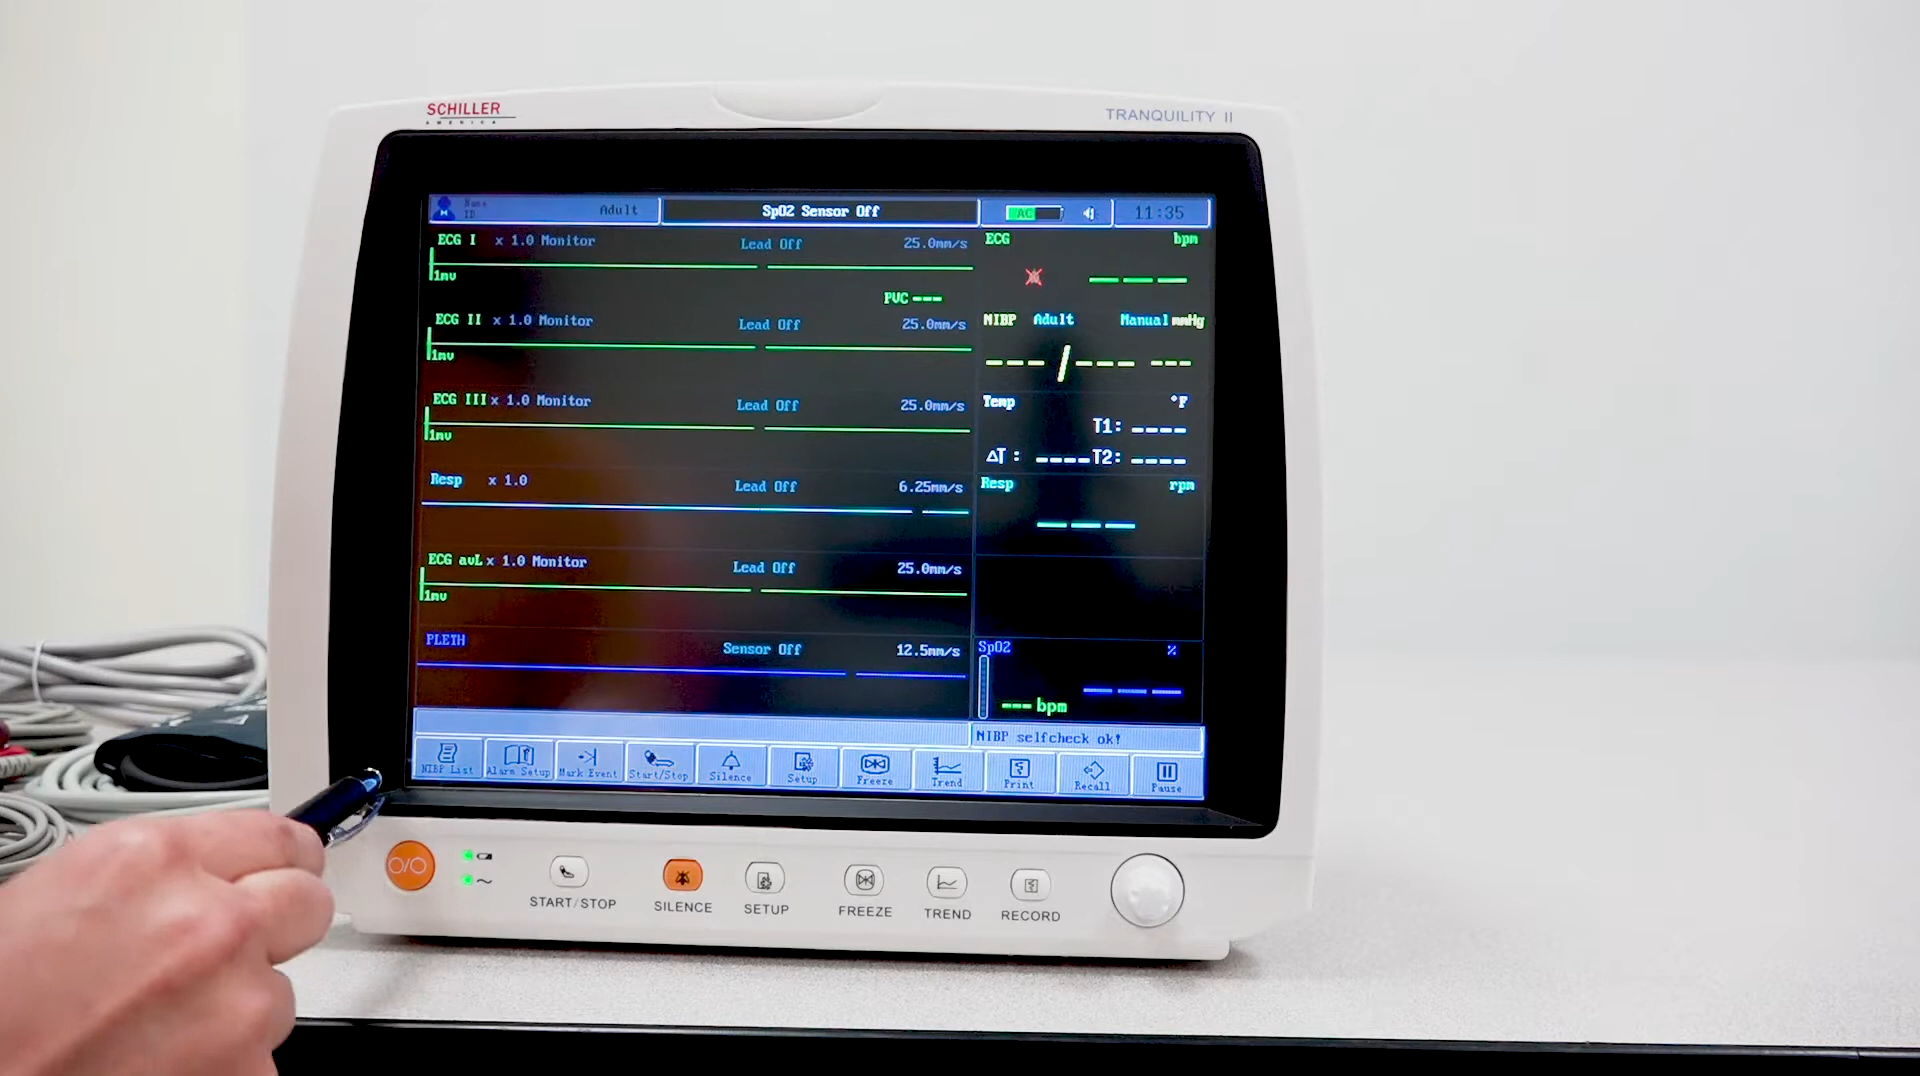 SCHILLER
AMERICA
TRANQUILITY II
Name
ID
Adult
SpO2 Sensor Off
AC
11:35
ECG I x 1.0 Monitor Lead Off 25.0mm/s
1mv
PVC ---
ECG II x 1.0 Monitor Lead Off 25.0mm/s
1mv
ECG III x 1.0 Monitor Lead Off 25.0mm/s
1mv
Resp x 1.0 Lead Off 6.25mm/s
ECG avL x 1.0 Monitor Lead Off 25.0mm/s
1mv
PLETH Sensor Off 12.5mm/s
ECG bpm
---
NIBP Adult Manual mmHg
---/--- ---
Temp °F
T1: ----
ΔT : ---- T2: ----
Resp rpm
---
SpO2 %
---
--- bpm
NIBP selfcheck ok!
NIBP List Alarm Setup Mark Event Start/Stop Silence Setup Freeze Trend Print Recall Pause
START/STOP SILENCE SETUP FREEZE TREND RECORD